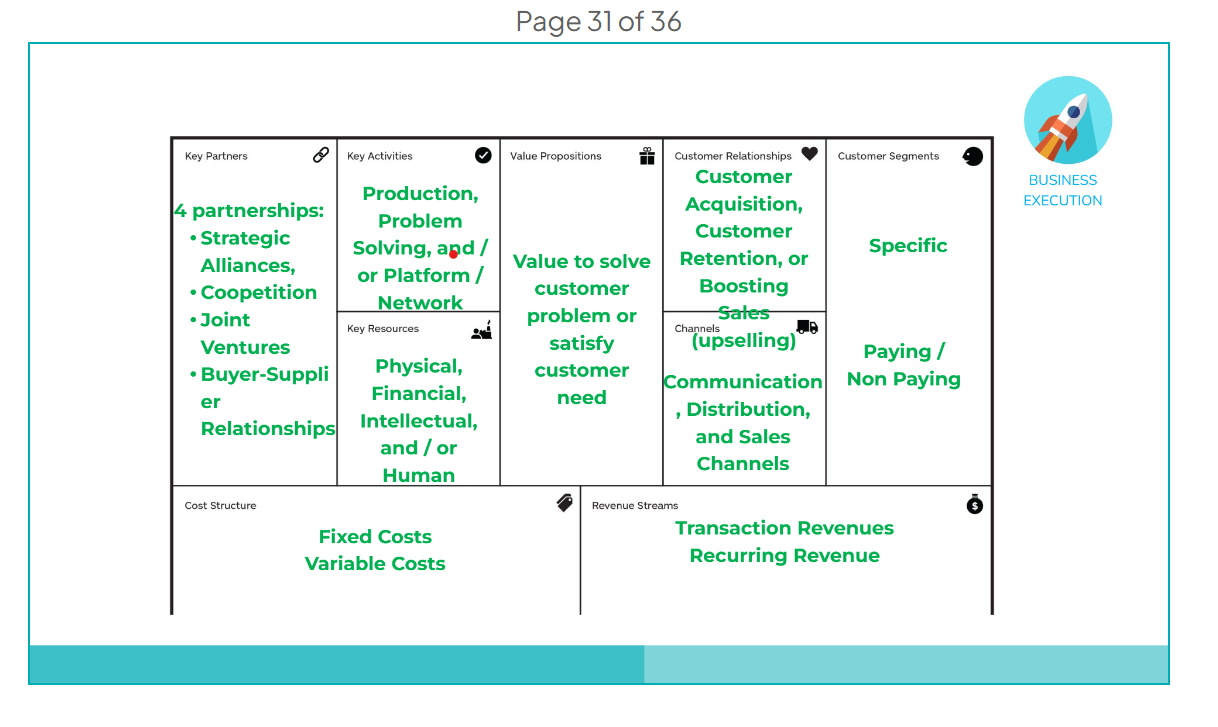 Page 31 of 36
BUSINESS
EXECUTION
Key Partners
4 partnerships:
• Strategic
Alliances,
• Coopetition
• Joint
Ventures
• Buyer-Suppli
er
Relationships
Key Activities
Production,
Problem
Solving, and /
or Platform /
Network
Key Resources
Physical,
Financial,
Intellectual,
and / or
Human
Value Propositions
Value to solve
customer
problem or
satisfy
customer
need
Customer Relationships
Customer
Acquisition,
Customer
Retention, or
Boosting
Sales
(upselling)
Channels
Communication
, Distribution,
and Sales
Channels
Customer Segments
Specific
Paying /
Non Paying
Cost Structure
Fixed Costs
Variable Costs
Revenue Streams
$
Transaction Revenues
Recurring Revenue